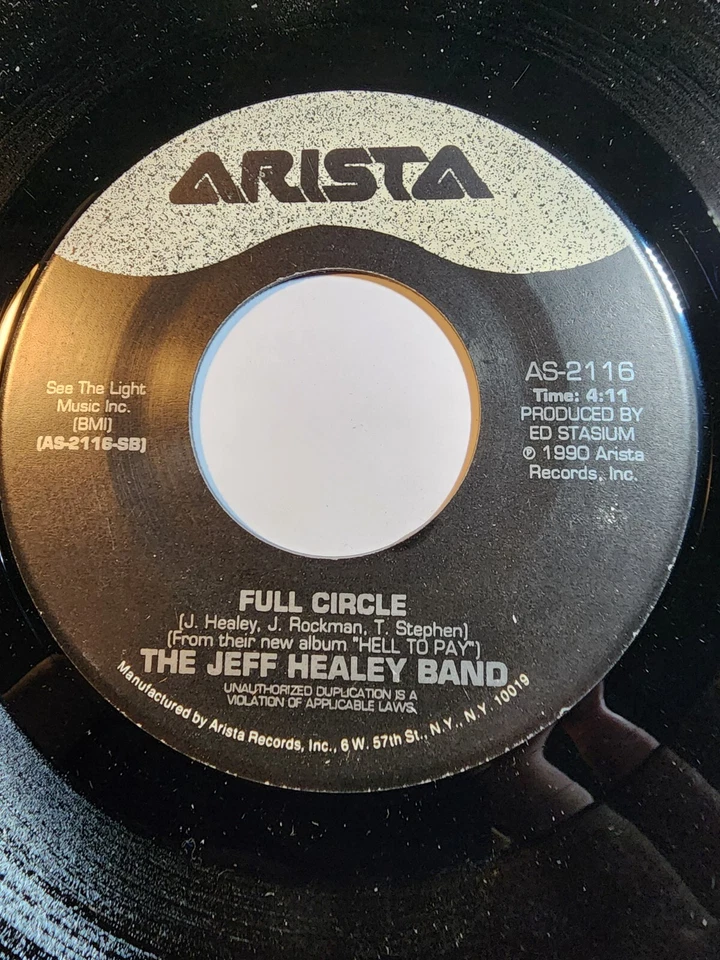 ARISTA
See The Light
Music Inc.
(BMI)
(AS-2116-SB)
AS-2116
Time: 4:11
PRODUCED BY
ED STASIUM
℗ 1990 Arista
Records, Inc.
FULL CIRCLE
(J. Healey, J. Rockman, T. Stephen)
(From their new album "HELL TO PAY")
THE JEFF HEALEY BAND
UNAUTHORIZED DUPLICATION IS A
VIOLATION OF APPLICABLE LAWS.
Manufactured by Arista Records, Inc., 6 W. 57th St., N.Y., N.Y. 10019